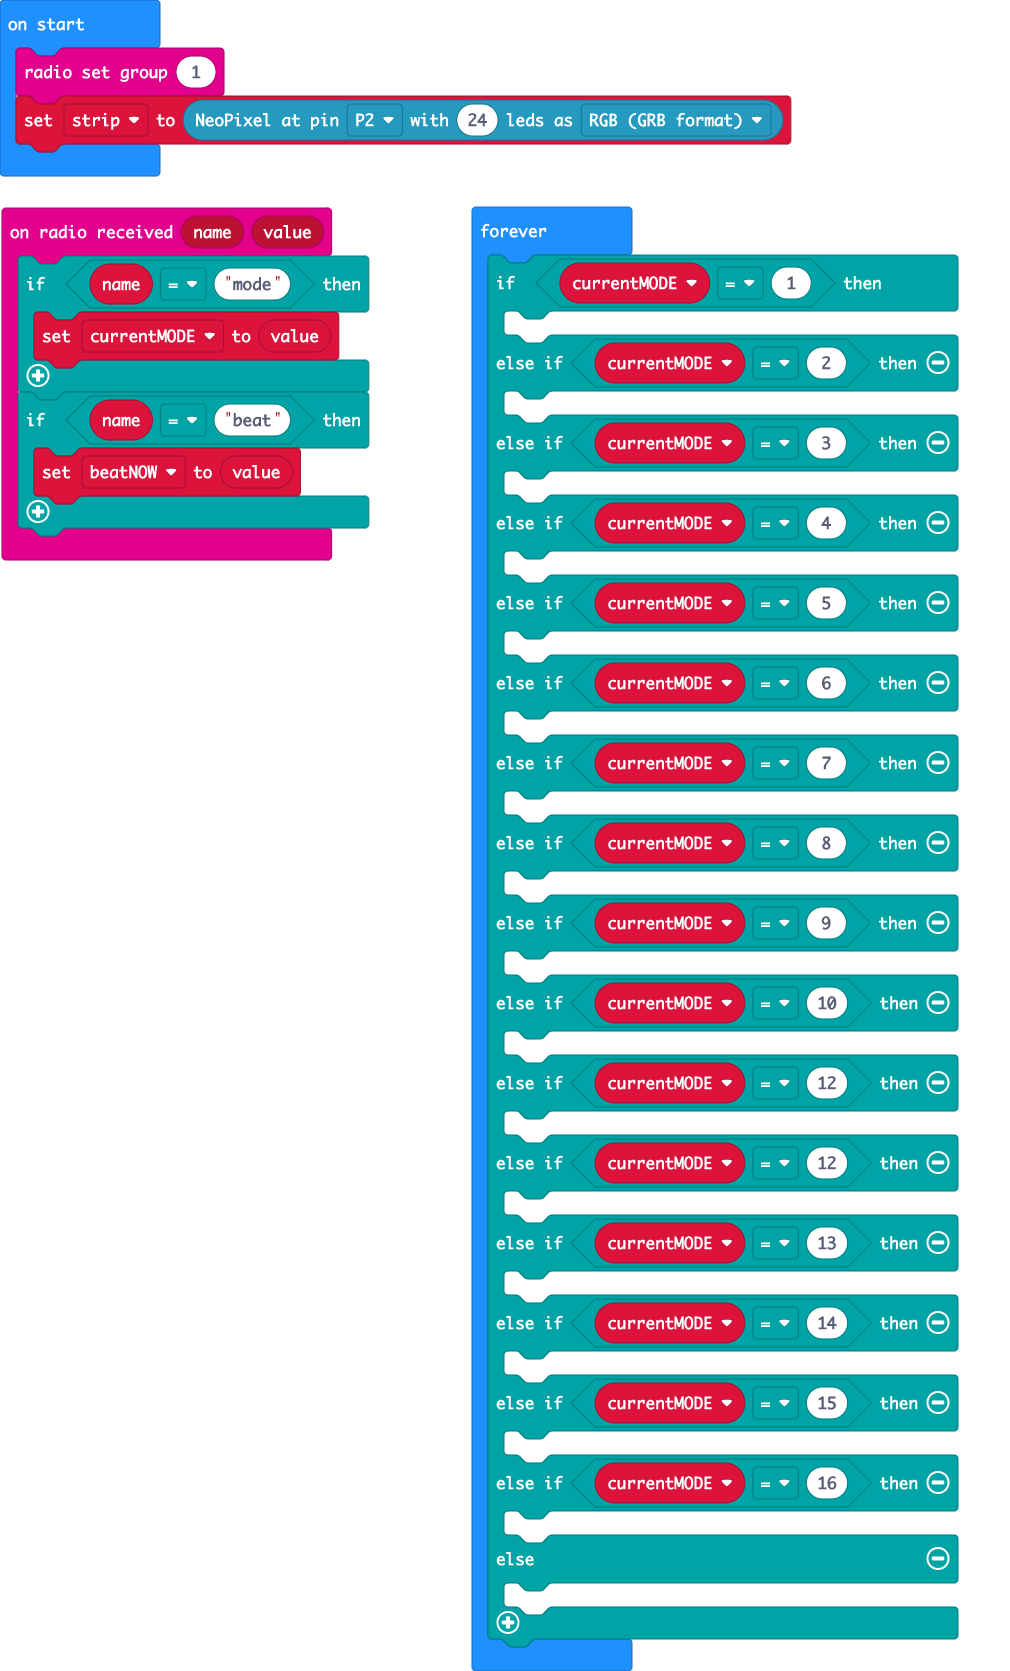 on start
radio set group 1
set strip to NeoPixel at pin P2 with 24 leds as RGB (GRB format)
on radio received name value
if name = "mode" then
set currentMODE to value
if name = "beat" then
set beatNOW to value
forever
if currentMODE = 1 then
else if currentMODE = 2 then
else if currentMODE = 3 then
else if currentMODE = 4 then
else if currentMODE = 5 then
else if currentMODE = 6 then
else if currentMODE = 7 then
else if currentMODE = 8 then
else if currentMODE = 9 then
else if currentMODE = 10 then
else if currentMODE = 12 then
else if currentMODE = 12 then
else if currentMODE = 13 then
else if currentMODE = 14 then
else if currentMODE = 15 then
else if currentMODE = 16 then
else